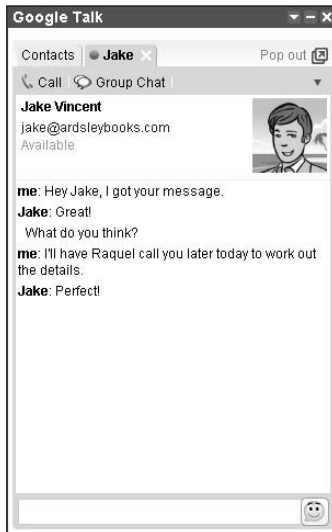 Google Talk
Contacts Jake Pop out
Call Group Chat
Jake Vincent
jake@ardsleybooks.com
Available
me: Hey Jake, I got your message.
Jake: Great!
What do you think?
me: I'll have Raquel call you later today to work out
the details.
Jake: Perfect!